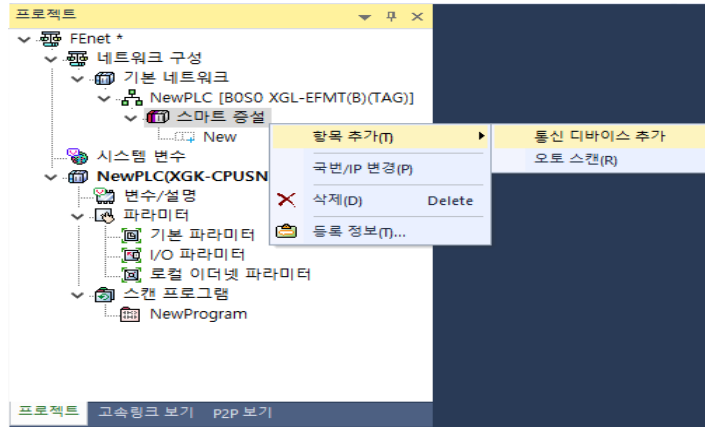 프로젝트
FEnet *
네트워크 구성
기본 네트워크
NewPLC [B0S0 XGL-EFMT(B)(TAG)]
스마트 증설
New
항목 추가(T)
통신 디바이스 추가
오토 스캔(R)
국번/IP 변경(P)
삭제(D) Delete
등록 정보(T)...
시스템 변수
NewPLC(XGK-CPUSN
변수/설명
파라미터
기본 파라미터
I/O 파라미터
로컬 이더넷 파라미터
스캔 프로그램
NewProgram
프로젝트 고속링크 보기 P2P 보기